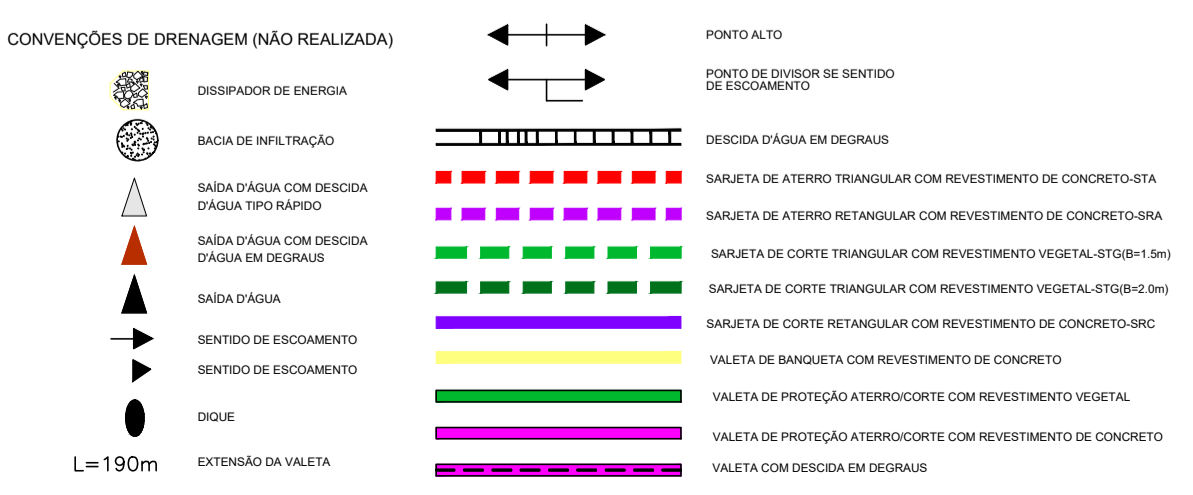 CONVENÇÕES DE DRENAGEM (NÃO REALIZADA)
DISSIPADOR DE ENERGIA
BACIA DE INFILTRAÇÃO
SAÍDA D'ÁGUA COM DESCIDA
D'ÁGUA TIPO RÁPIDO
SAÍDA D'ÁGUA COM DESCIDA
D'ÁGUA EM DEGRAUS
SAÍDA D'ÁGUA
SENTIDO DE ESCOAMENTO
SENTIDO DE ESCOAMENTO
DIQUE
L=190m EXTENSÃO DA VALETA
PONTO ALTO
PONTO DE DIVISOR SE SENTIDO
DE ESCOAMENTO
DESCIDA D'ÁGUA EM DEGRAUS
SARJETA DE ATERRO TRIANGULAR COM REVESTIMENTO DE CONCRETO-STA
SARJETA DE ATERRO RETANGULAR COM REVESTIMENTO DE CONCRETO-SRA
SARJETA DE CORTE TRIANGULAR COM REVESTIMENTO VEGETAL-STG(B=1.5m)
SARJETA DE CORTE TRIANGULAR COM REVESTIMENTO VEGETAL-STG(B=2.0m)
SARJETA DE CORTE RETANGULAR COM REVESTIMENTO DE CONCRETO-SRC
VALETA DE BANQUETA COM REVESTIMENTO DE CONCRETO
VALETA DE PROTEÇÃO ATERRO/CORTE COM REVESTIMENTO VEGETAL
VALETA DE PROTEÇÃO ATERRO/CORTE COM REVESTIMENTO DE CONCRETO
VALETA COM DESCIDA EM DEGRAUS